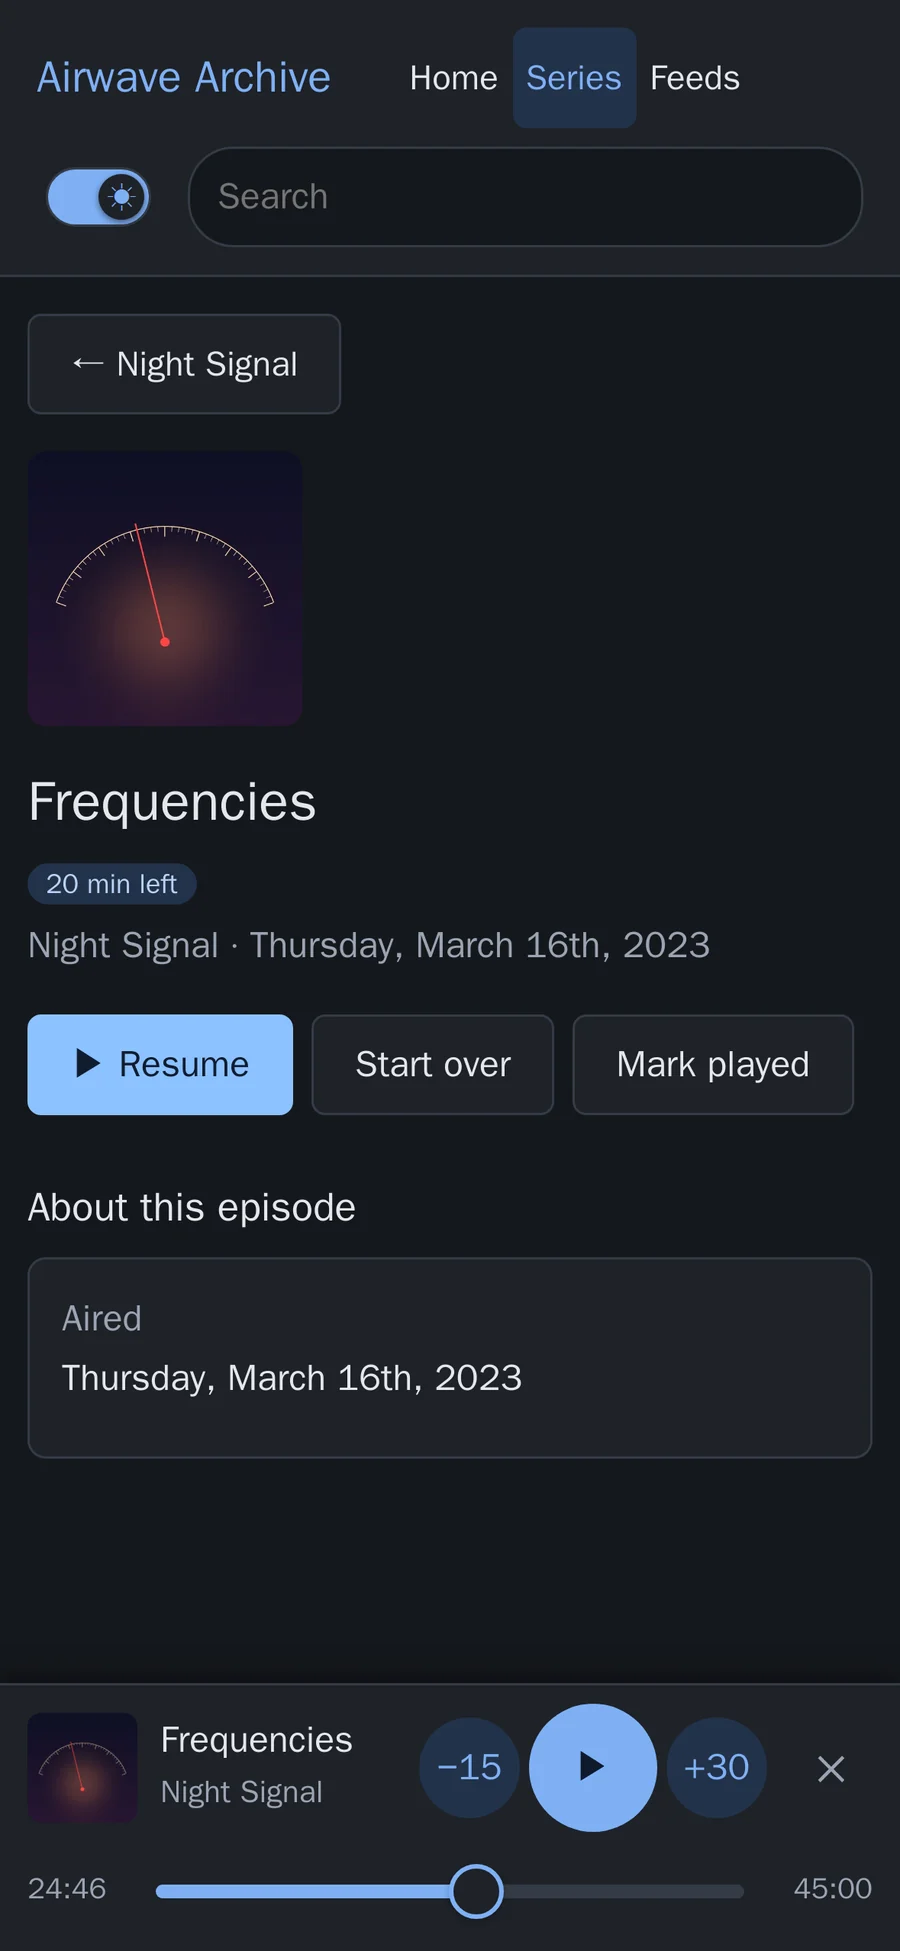 Airwave Archive Home Series Feeds
Search
← Night Signal
Frequencies
20 min left
Night Signal · Thursday, March 16th, 2023
▶ Resume Start over Mark played
About this episode
Aired
Thursday, March 16th, 2023
Frequencies
Night Signal
−15 +30
24:46 45:00